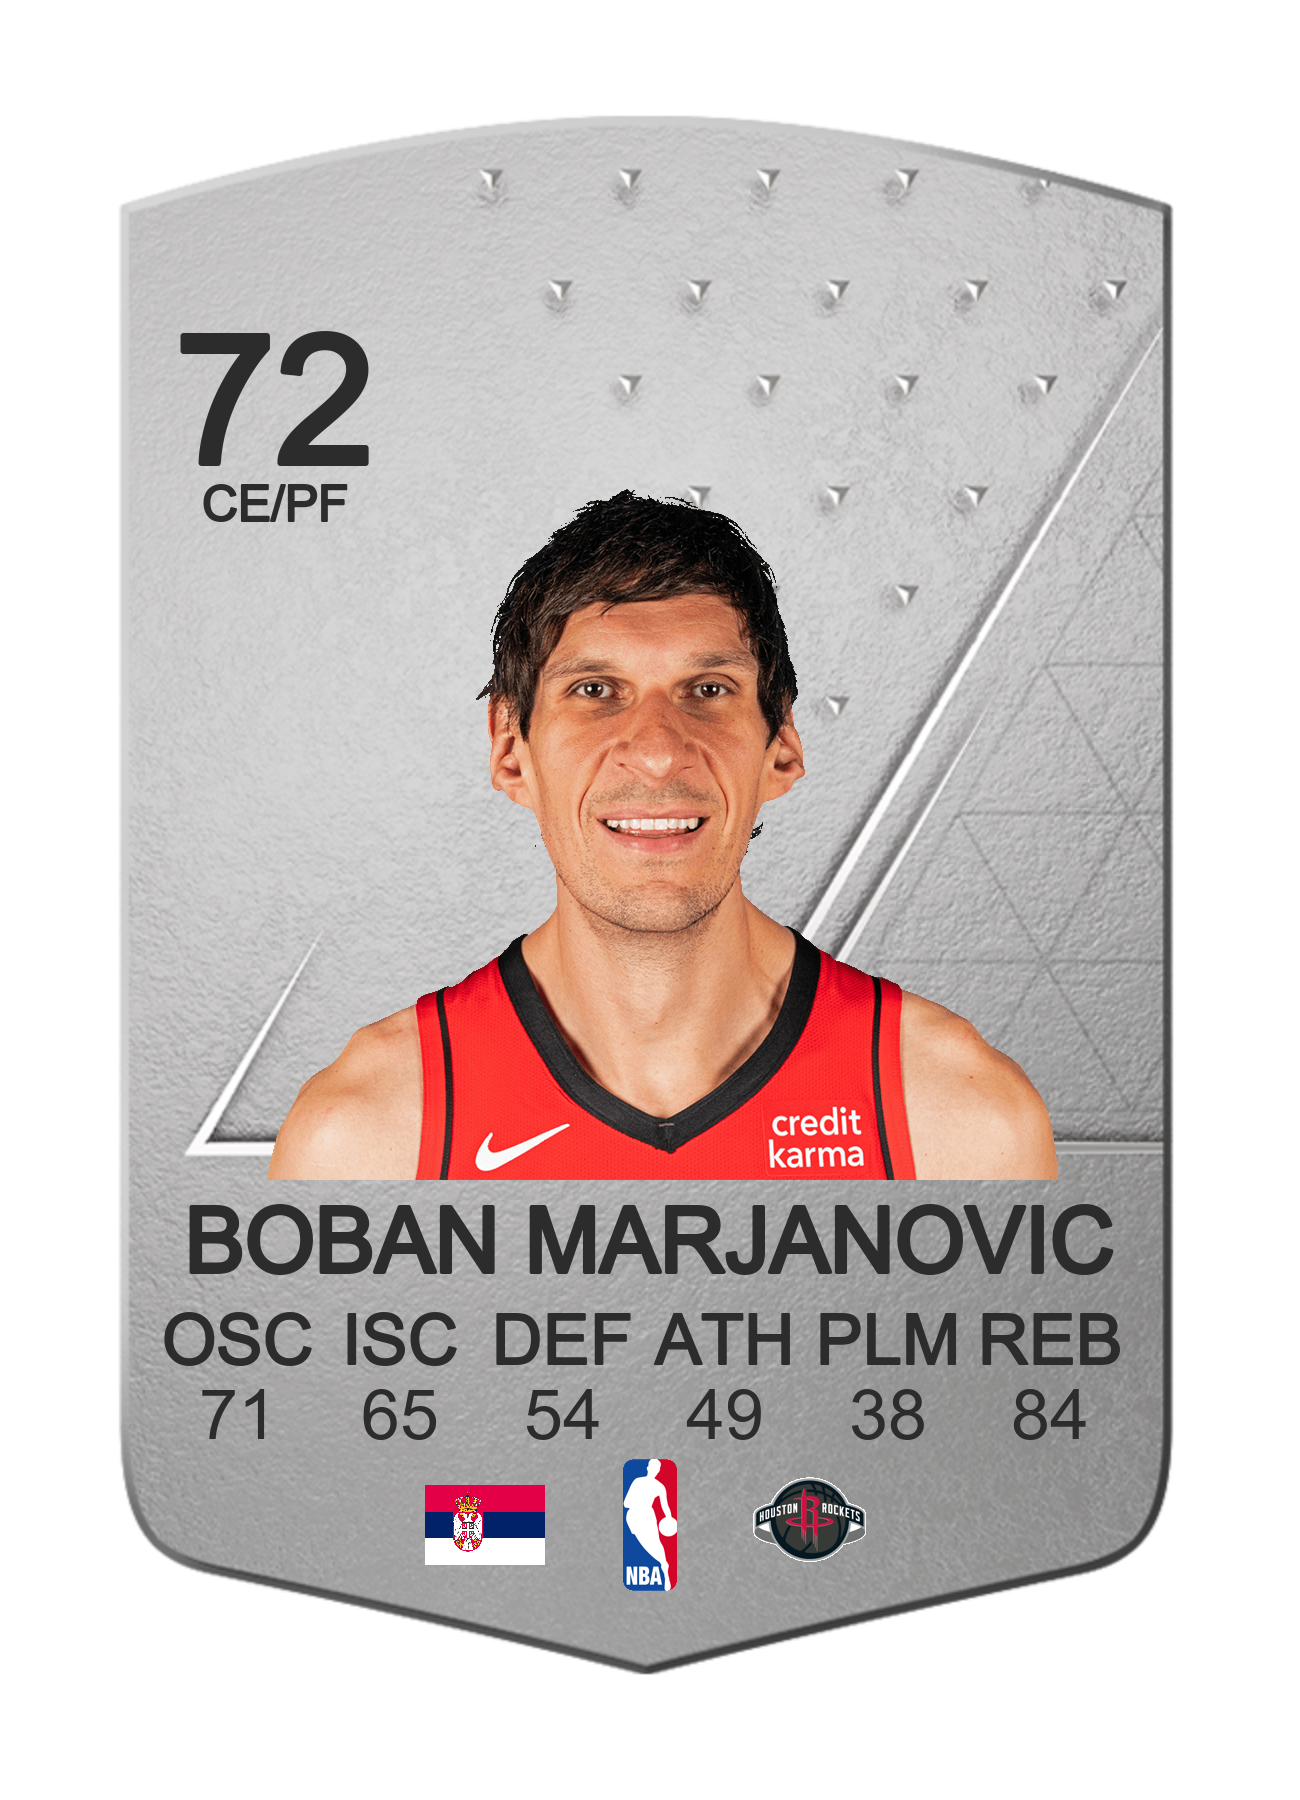 72
CE/PF
credit
karma
BOBAN MARJANOVIC
OSC ISC DEF ATH PLM REB
71 65 54 49 38 84
NBA
HOUSTON R ROCKETS